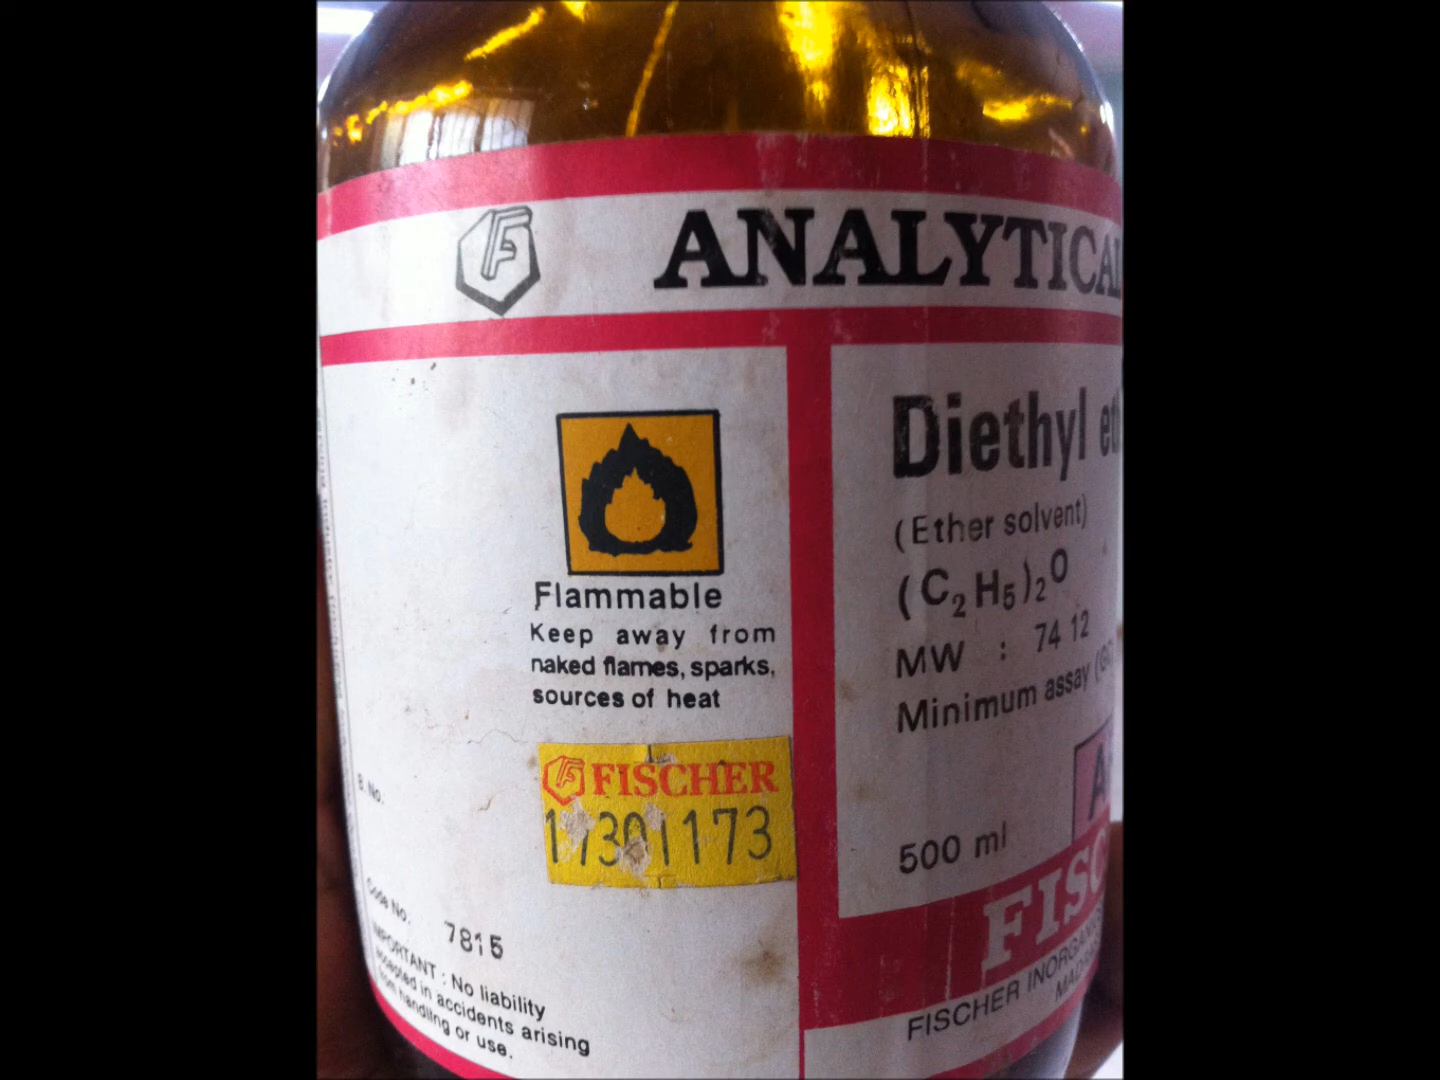 ANALYTICAL
Flammable
Keep away from
naked flames, sparks,
sources of heat
FISCHER
B. No.
Code No. 7815
IMPORTANT : No liability
accepted in accidents arising
from handling or use.
Diethyl
(Ether solvent)
(C₂H₅)₂O
MW : 74 12
Minimum assay
500 ml
FISC
FISCHER INORGAN